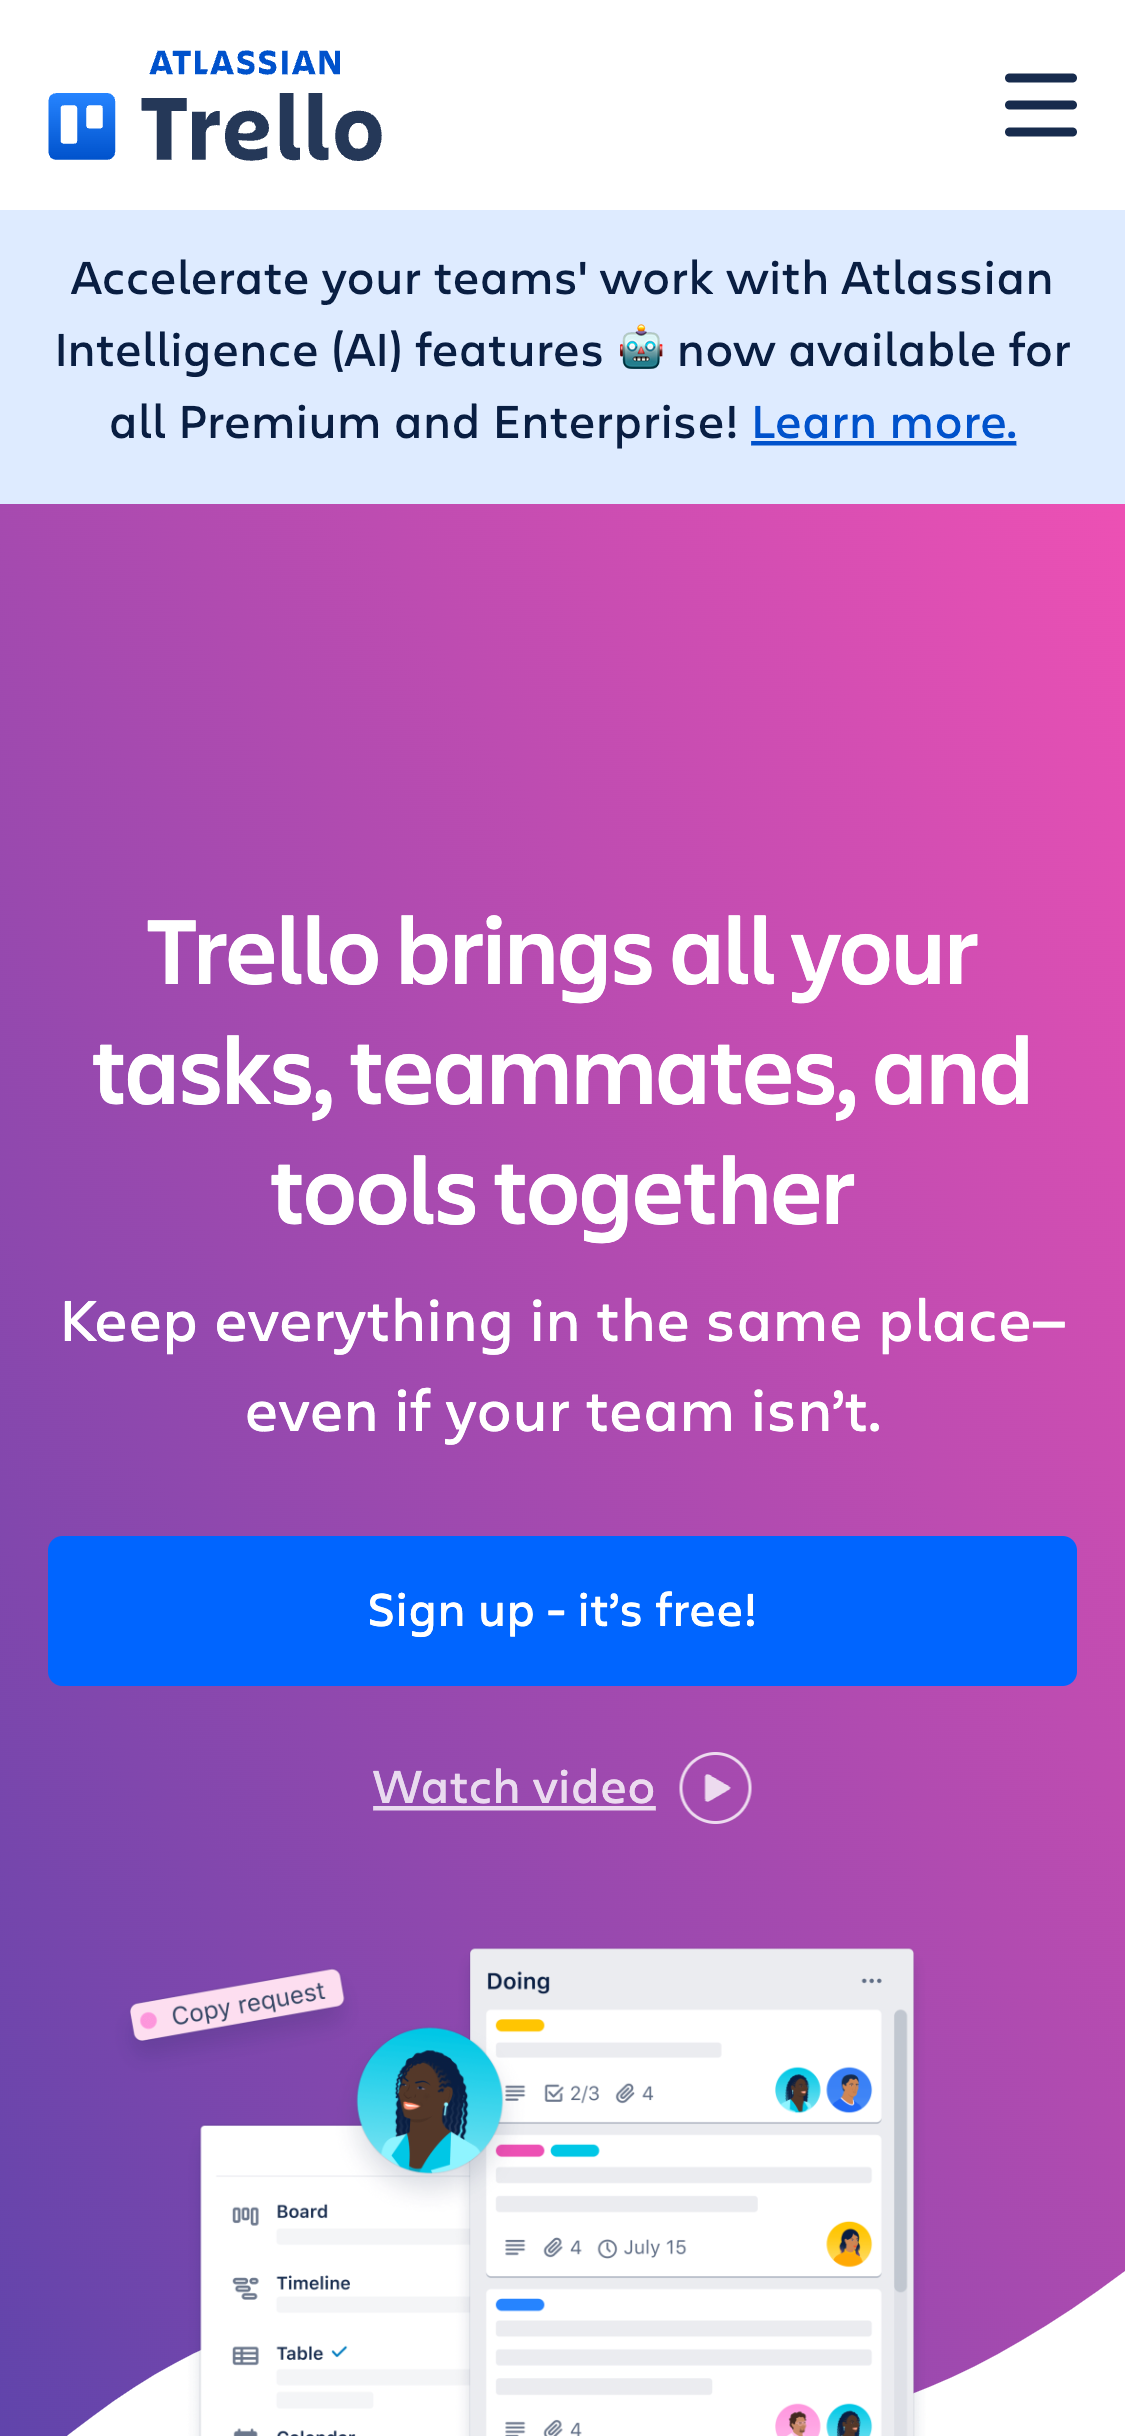 ATLASSIAN
Trello
Accelerate your teams' work with Atlassian
Intelligence (AI) features 🤖 now available for
all Premium and Enterprise! Learn more.
Trello brings all your
tasks, teammates, and
tools together
Keep everything in the same place—
even if your team isn’t.
Sign up - it’s free!
Watch video
Copy request
Doing
2/3 4
4 July 15
Board
Timeline
Table
Calendar
4